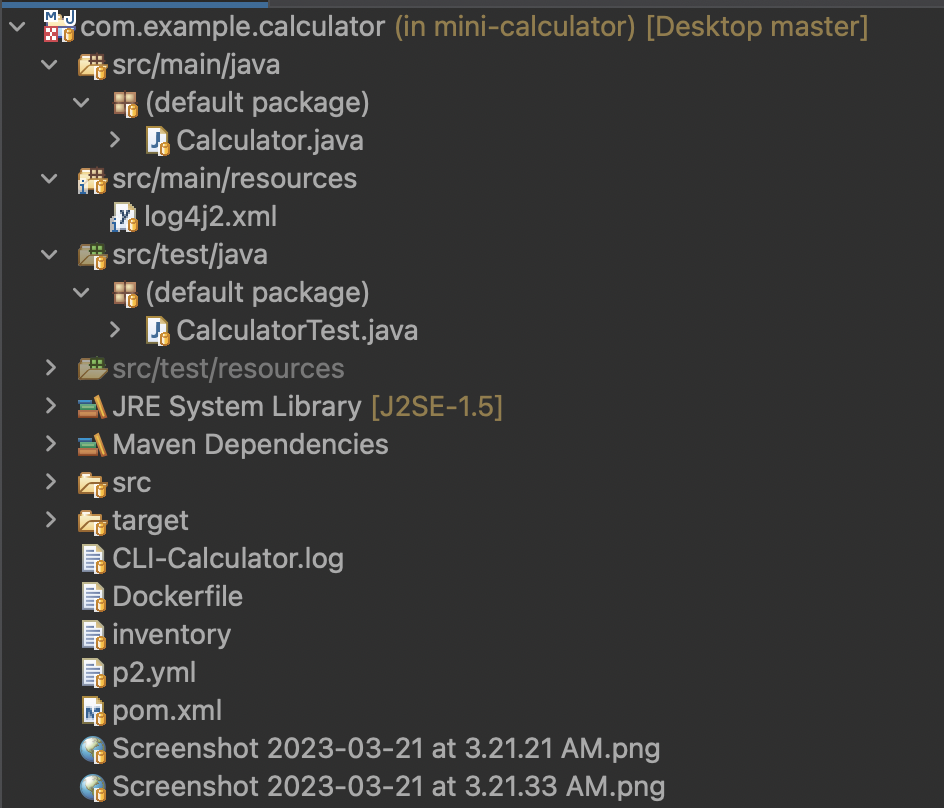 com.example.calculator (in mini-calculator) [Desktop master]
src/main/java
(default package)
Calculator.java
src/main/resources
log4j2.xml
src/test/java
(default package)
CalculatorTest.java
src/test/resources
JRE System Library [J2SE-1.5]
Maven Dependencies
src
target
CLI-Calculator.log
Dockerfile
inventory
p2.yml
pom.xml
Screenshot 2023-03-21 at 3.21.21 AM.png
Screenshot 2023-03-21 at 3.21.33 AM.png